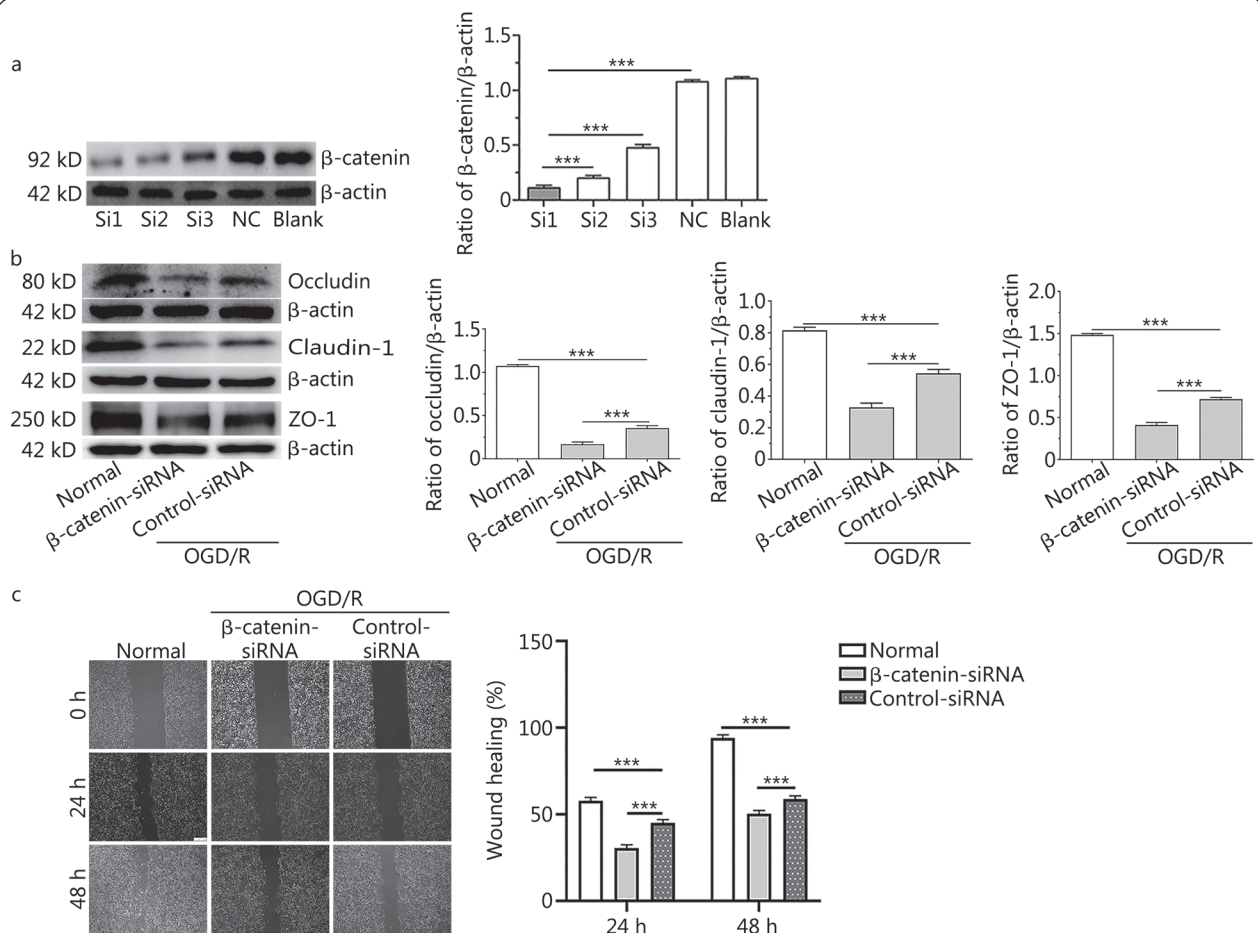 a
92 kD
β-catenin
42 kD
β-actin
Si1 Si2 Si3 NC Blank
Ratio of β-catenin/β-actin
1.5
1.0
0.5
0
***
***
***
Si1 Si2 Si3 NC Blank
b
80 kD Occludin
42 kD β-actin
22 kD Claudin-1
42 kD β-actin
250 kD ZO-1
42 kD β-actin
Normal
β-catenin-siRNA
Control-siRNA
OGD/R
Ratio of occludin/β-actin
1.5
1.0
0.5
0
***
***
Normal
β-catenin-siRNA
Control-siRNA
OGD/R
Ratio of claudin-1/β-actin
1.0
0.8
0.6
0.4
0.2
0
***
***
Normal
β-catenin-siRNA
Control-siRNA
OGD/R
Ratio of ZO-1/β-actin
2.0
1.5
1.0
0.5
0
***
***
Normal
β-catenin-siRNA
Control-siRNA
OGD/R
c
OGD/R
Normal
β-catenin-
siRNA
Control-
siRNA
0 h
24 h
48 h
Wound healing (%)
150
100
50
0
***
***
***
***
24 h 48 h
Normal
β-catenin-siRNA
Control-siRNA